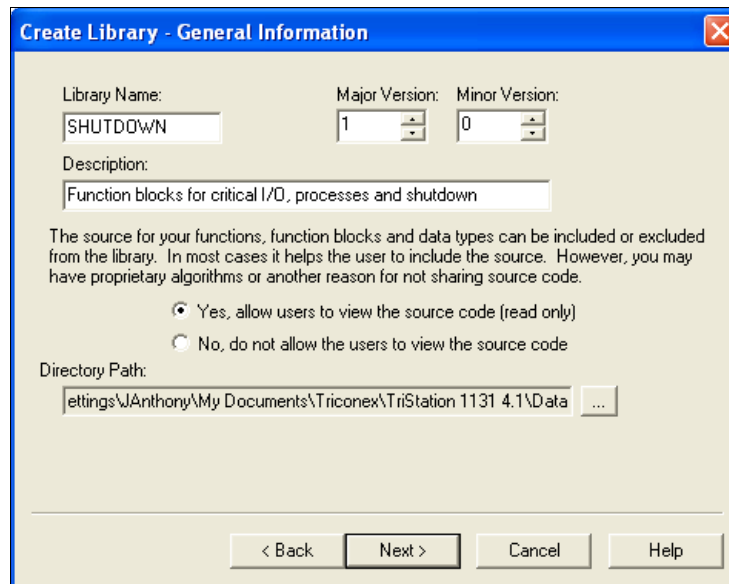 Create Library - General Information
Library Name:
Major Version:
Minor Version:
SHUTDOWN
1
0
Description:
Function blocks for critical I/O, processes and shutdown
The source for your functions, function blocks and data types can be included or excluded
from the library. In most cases it helps the user to include the source. However, you may
have proprietary algorithms or another reason for not sharing source code.
Yes, allow users to view the source code (read only)
No, do not allow the users to view the source code
Directory Path:
ettings\JAnthony\My Documents\Triconex\TriStation 1131 4.1\Data
...
< Back
Next >
Cancel
Help